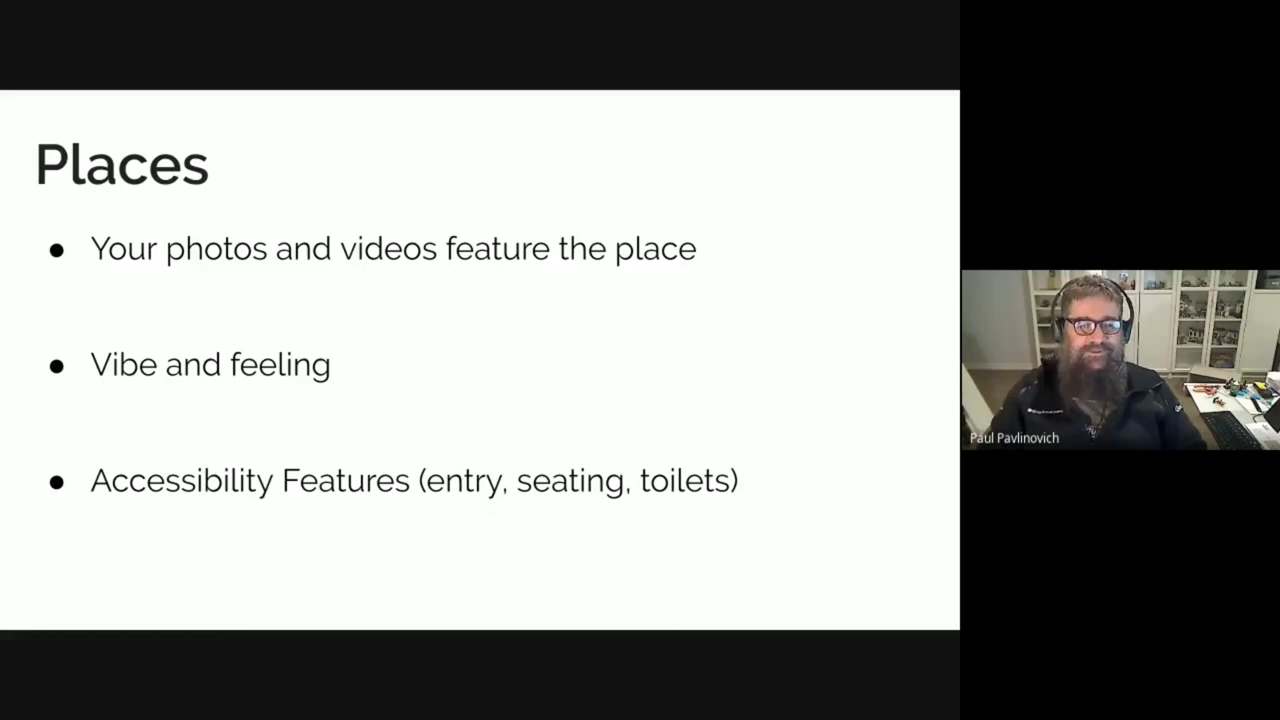 Places
● Your photos and videos feature the place
● Vibe and feeling
● Accessibility Features (entry, seating, toilets)
Paul Pavlinovich